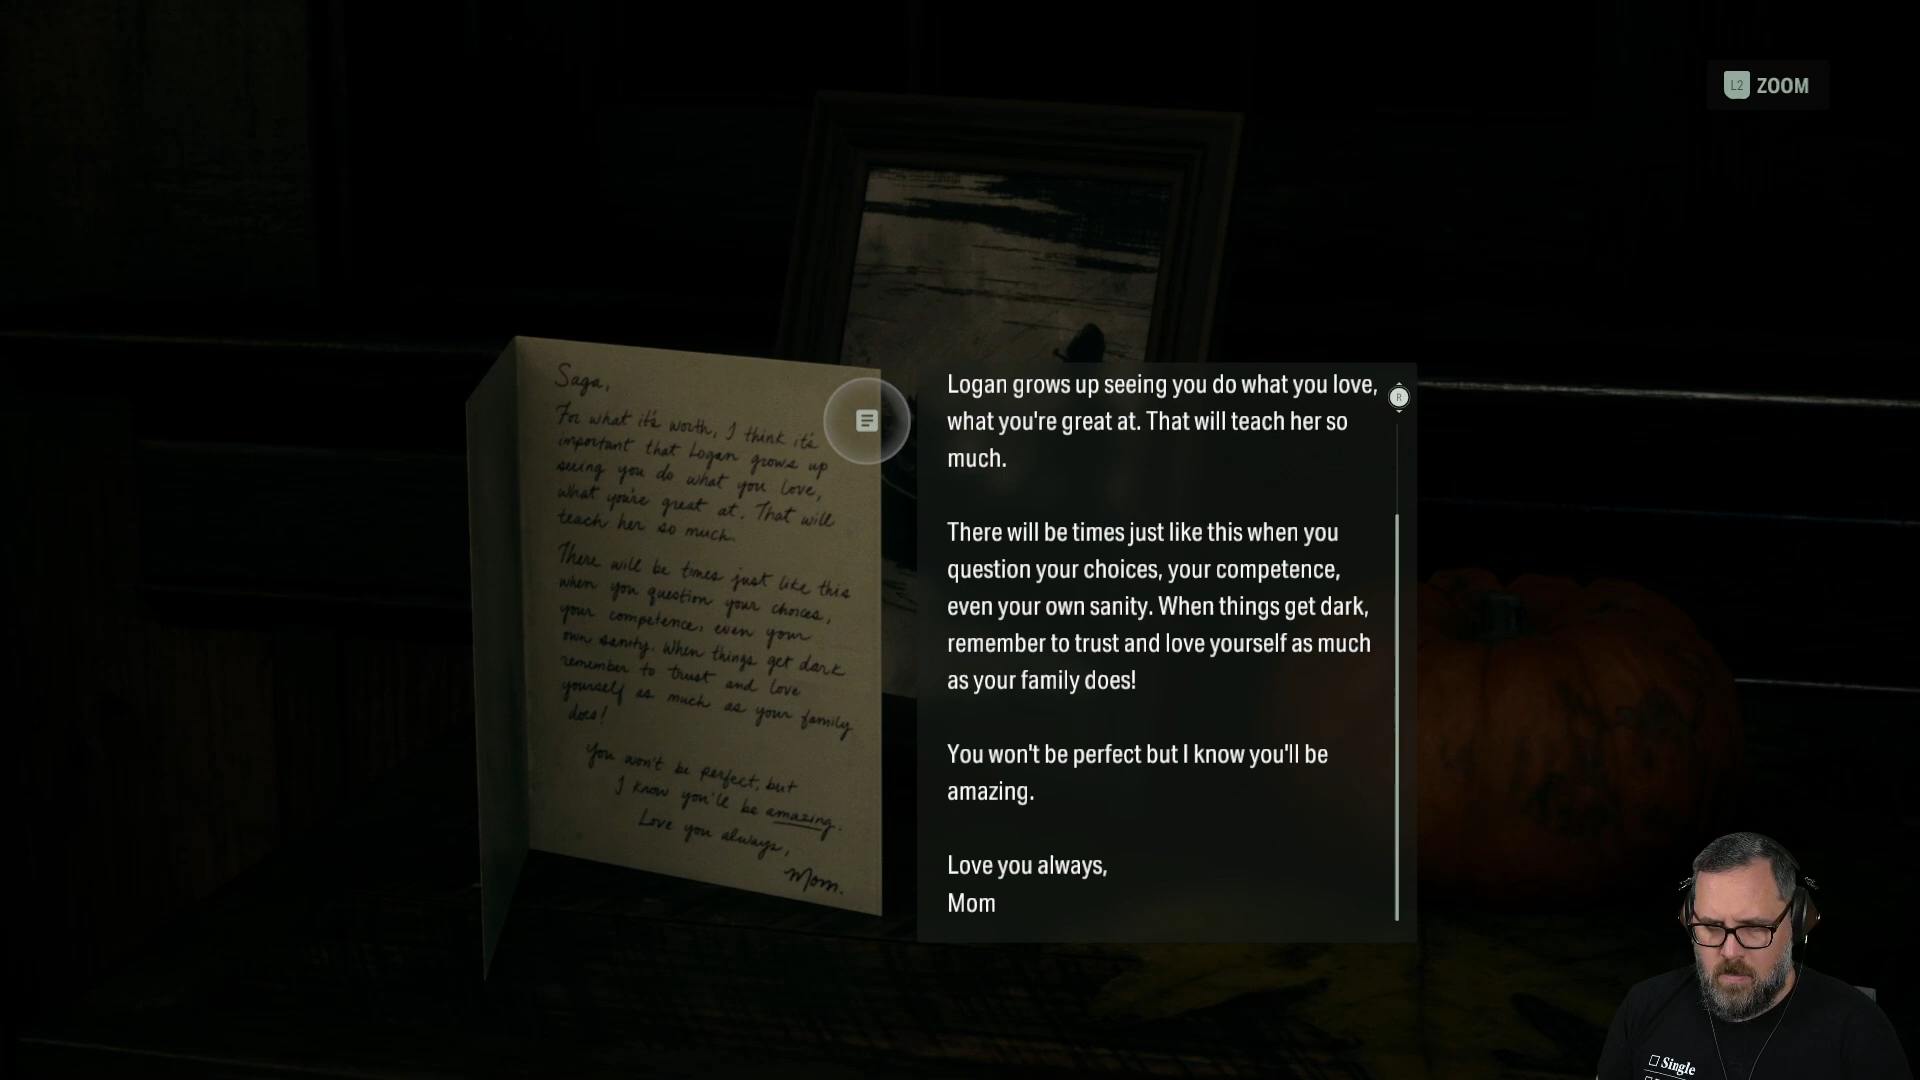 L2 ZOOM
Saga,
For what it's worth, I think it's
important that Logan grows up
seeing you do what you love,
what you're great at. That will
teach her so much.
There will be times just like this
when you question your choices,
your competence, even your
own sanity. When things get dark
remember to trust and love
yourself as much as your family
does!
You won't be perfect, but
I know you'll be amazing.
Love you always,
Mom.
Logan grows up seeing you do what you love,
what you're great at. That will teach her so
much.
There will be times just like this when you
question your choices, your competence,
even your own sanity. When things get dark,
remember to trust and love yourself as much
as your family does!
You won't be perfect but I know you'll be
amazing.
Love you always,
Mom
R
Single